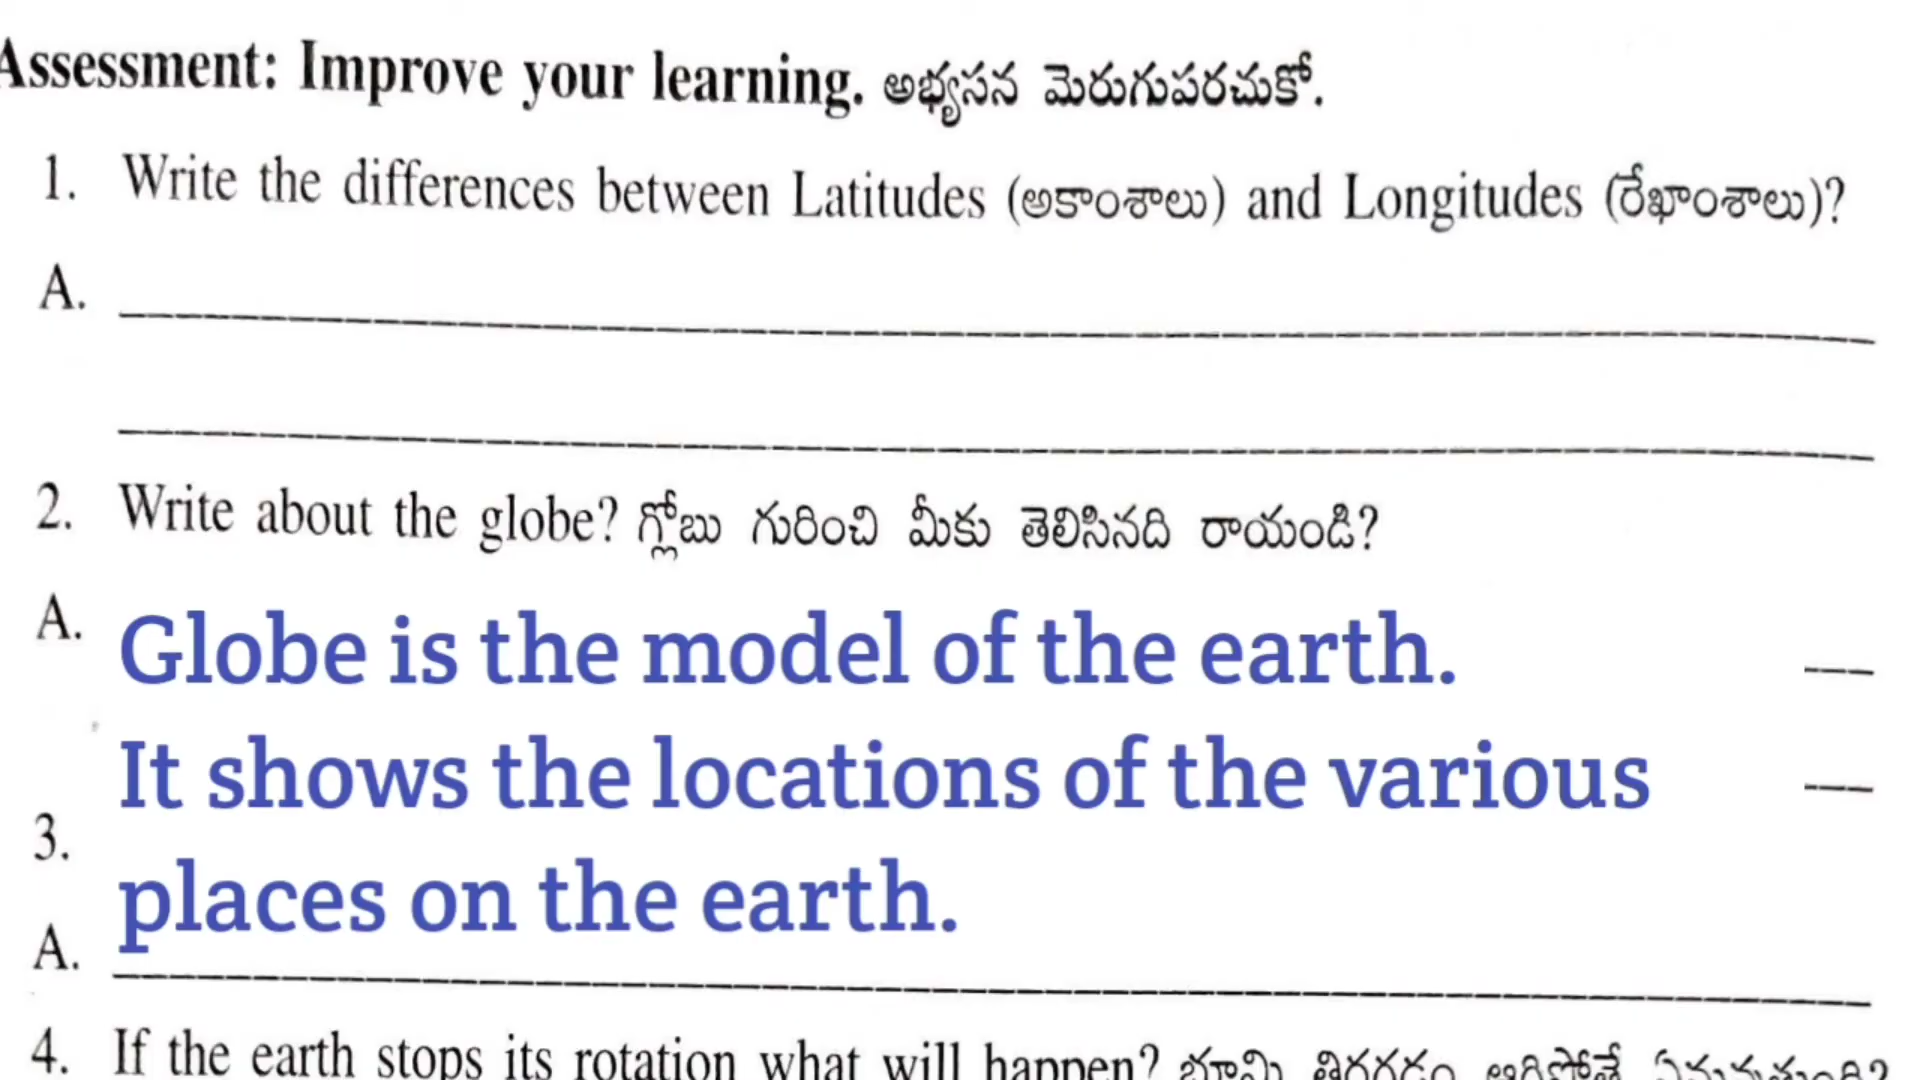 Assessment: Improve your learning. అభ్యసన మెరుగుపరచుకో.
1. Write the differences between Latitudes (అకాంశాలు) and Longitudes (రేఖాంశాలు)?
A.
2. Write about the globe? గ్లోబు గురించి మీకు తెలిసినది రాయండి?
A. Globe is the model of the earth.
It shows the locations of the various
3.
places on the earth.
A.
4. If the earth stops its rotation what will happen? భూమి తిరగడం ఆగిపోతే